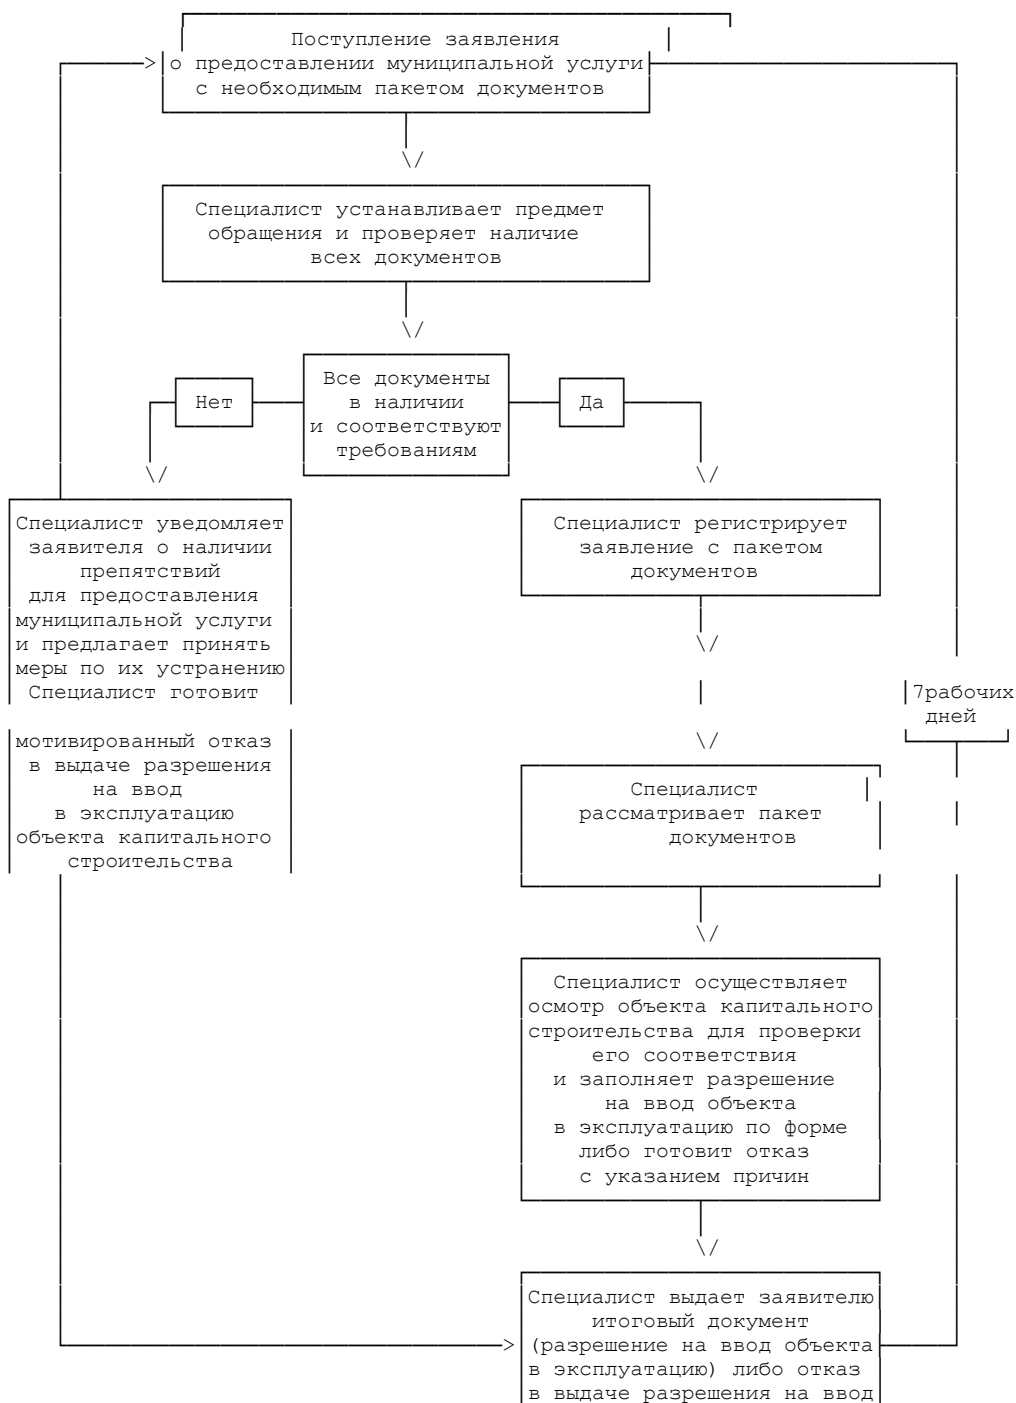 Поступление заявления
о предоставлении муниципальной услуги
с необходимым пакетом документов
Специалист устанавливает предмет
обращения и проверяет наличие
всех документов
Все документы
в наличии
и соответствуют
требованиям
Нет
Да
Специалист уведомляет
заявителя о наличии
препятствий
для предоставления
муниципальной услуги
и предлагает принять
меры по их устранению
Специалист готовит
мотивированный отказ
в выдаче разрешения
на ввод
в эксплуатацию
объекта капитального
строительства
Специалист регистрирует
заявление с пакетом
документов
7рабочих
дней
Специалист
рассматривает пакет
документов
Специалист осуществляет
осмотр объекта капитального
строительства для проверки
его соответствия
и заполняет разрешение
на ввод объекта
в эксплуатацию по форме
либо готовит отказ
с указанием причин
Специалист выдает заявителю
итоговый документ
(разрешение на ввод объекта
в эксплуатацию) либо отказ
в выдаче разрешения на ввод